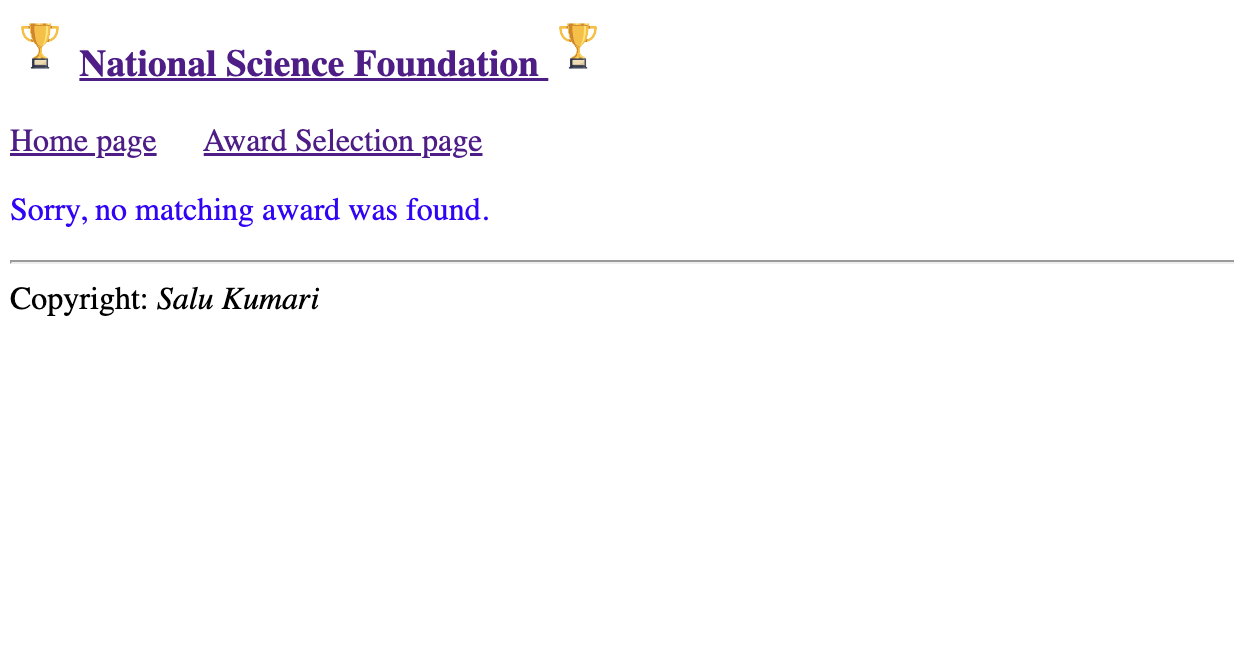 🏆 National Science Foundation 🏆
Home page Award Selection page
Sorry, no matching award was found.
Copyright: Salu Kumari